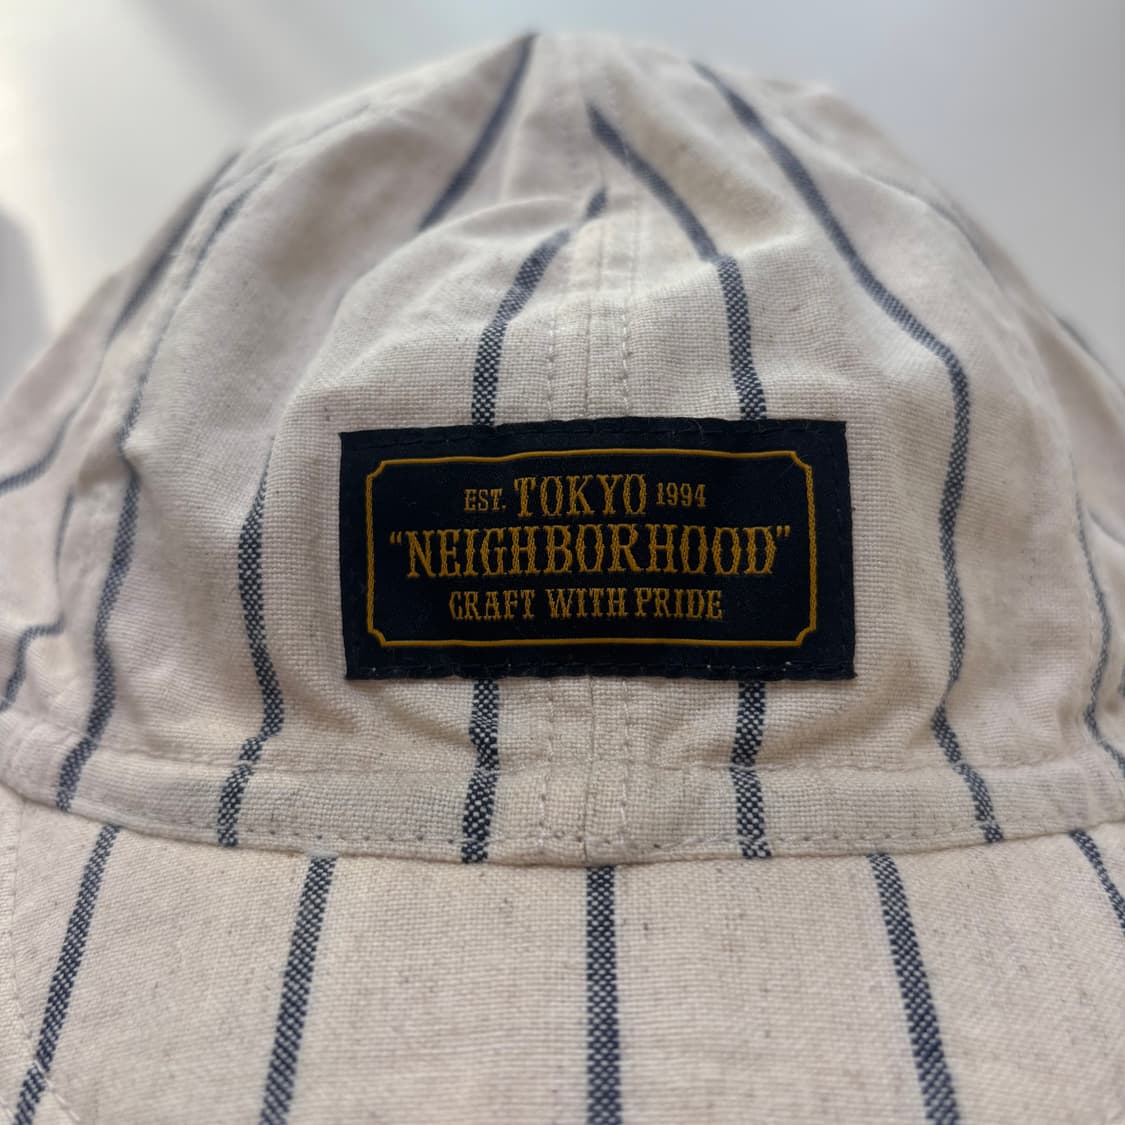 EST. TOKYO 1994
“NEIGHBORHOOD”
CRAFT WITH PRIDE